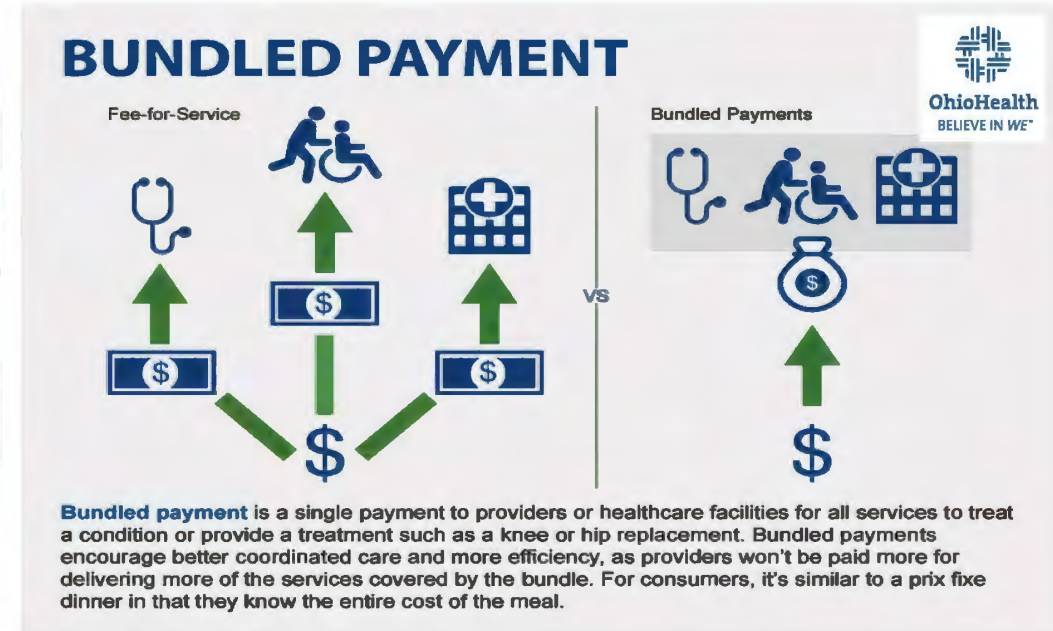 BUNDLED PAYMENT
OhioHealth
BELIEVE IN WE℠
Fee-for-Service
Bundled Payments
$
$
$
$
VS
$
$
Bundled payment is a single payment to providers or healthcare facilities for all services to treat
a condition or provide a treatment such as a knee or hip replacement. Bundled payments
encourage better coordinated care and more efficiency, as providers won't be paid more for
delivering more of the services covered by the bundle. For consumers, it's similar to a prix fixe
dinner in that they know the entire cost of the meal.